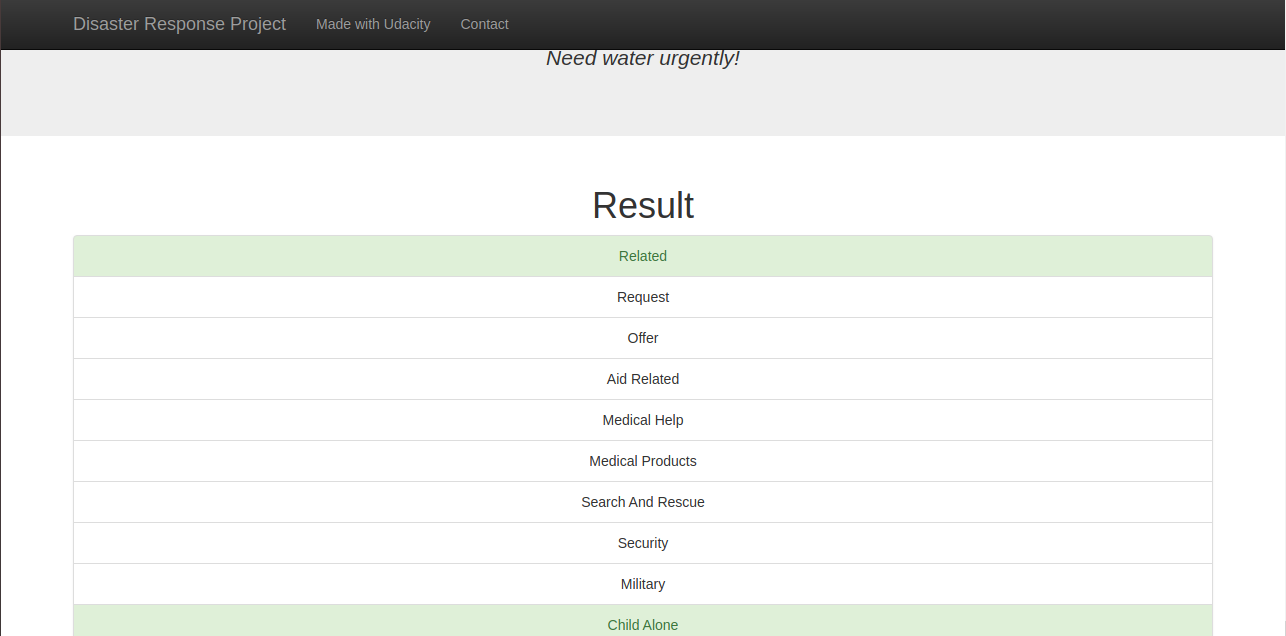 Disaster Response Project Made with Udacity Contact
Need water urgently!
Result
Related
Request
Offer
Aid Related
Medical Help
Medical Products
Search And Rescue
Security
Military
Child Alone